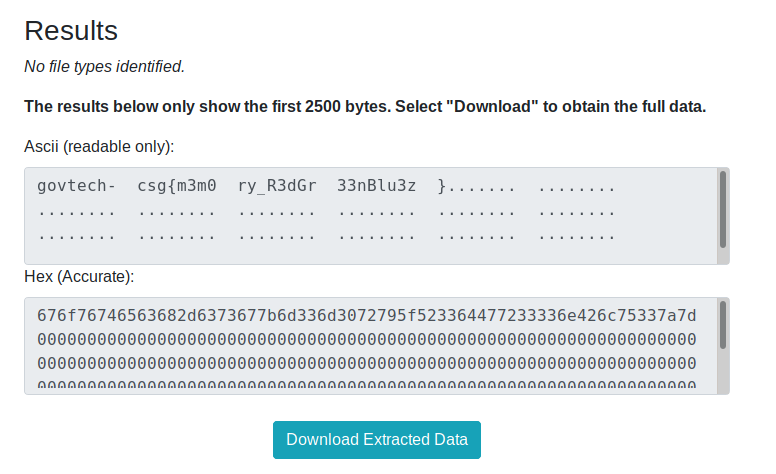 Results
No file types identified.
The results below only show the first 2500 bytes. Select "Download" to obtain the full data.
Ascii (readable only):
govtech-  csg{m3m0  ry_R3dGr  33nBlu3z  }.......  ........
........  ........  ........  ........  ........  ........
........  ........  ........  ........  ........  ........
Hex (Accurate):
676f76746563682d6373677b6d336d3072795f523364477233336e426c75337a7d
000000000000000000000000000000000000000000000000000000000000000000
000000000000000000000000000000000000000000000000000000000000000000
000000000000000000000000000000000000000000000000000000000000000000
Download Extracted Data